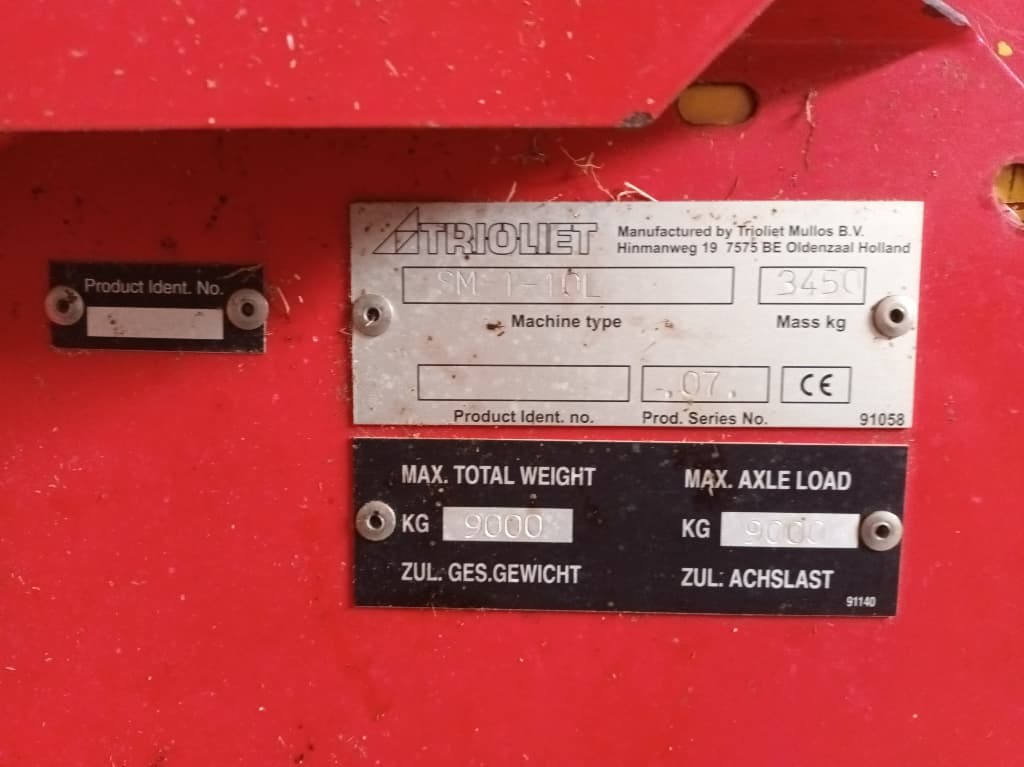 Product Ident. No.
TRIOLIET
Manufactured by Trioliet Mullos B.V.
Hinmanweg 19 7575 BE Oldenzaal Holland
SM-1-10L
3450
Machine type
Mass kg
.07.
CE
Product Ident. no.
Prod. Series No.
91058
MAX. TOTAL WEIGHT
MAX. AXLE LOAD
KG 9000
KG 9000
ZUL. GES.GEWICHT
ZUL. ACHSLAST
91140